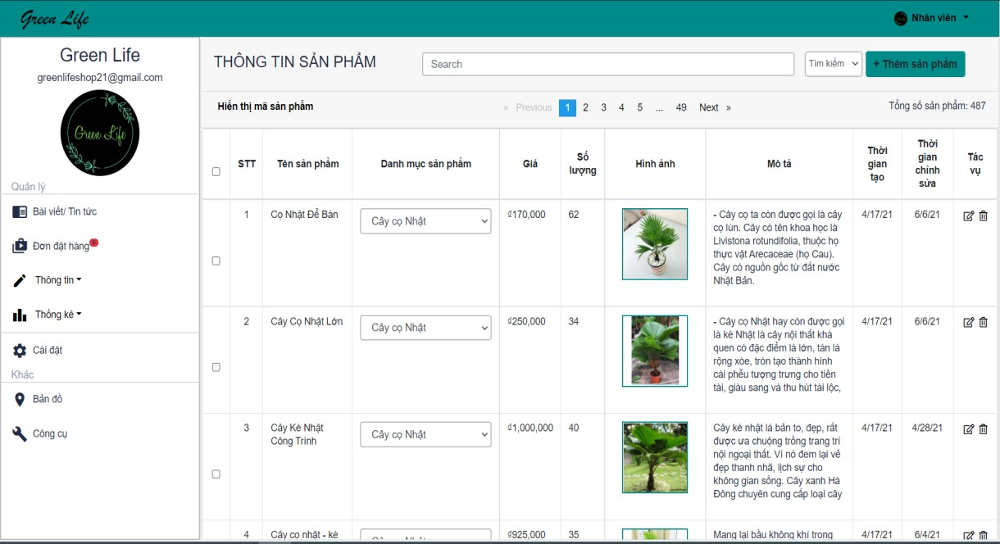 Green Life
Nhân viên
Green Life
greenlifeshop21@gmail.com
Green Life
Quản lý
Bài viết/ Tin tức
Đơn đặt hàng
Thông tin
Thống kê
Cài đặt
Khác
Bản đồ
Công cụ
THÔNG TIN SẢN PHẨM
Search
Tìm kiếm
+ Thêm sản phẩm
Hiển thị mã sản phẩm
« Previous 1 2 3 4 5 ... 49 Next »
Tổng số sản phẩm: 487
STT
Tên sản phẩm
Danh mục sản phẩm
Giá
Số
lượng
Hình ảnh
Mô tả
Thời
gian
tạo
Thời
gian
chỉnh
sửa
Tác
vụ
1
Cọ Nhật Để Bàn
Cây cọ Nhật
₫170,000
62
- Cây cọ ta còn được gọi là cây
cọ lùn. Cây có tên khoa học là
Livistona rotundifolia, thuộc họ
thực vật Arecaceae (họ Cau).
Cây có nguồn gốc từ đất nước
Nhật Bản.
4/17/21
6/6/21
2
Cây Cọ Nhật Lớn
Cây cọ Nhật
₫250,000
34
- Cây cọ Nhật hay còn được gọi
là kè Nhật là cây nội thất khá
quen có đặc điểm lá lớn, tán lá
rộng xòe, tròn tạo thành hình
cái phễu tượng trưng cho tiền
tài, giàu sang và thu hút tài lộc,
4/17/21
6/6/21
3
Cây Kè Nhật
Công Trình
Cây cọ Nhật
₫1,000,000
40
Cây kè nhật lá bản to, đẹp, rất
được ưa chuộng trồng trang trí
nội ngoại thất. Vì nó đem lại vẻ
đẹp thanh nhã, lịch sự cho
không gian sống. Cây xanh Hà
Đông chuyên cung cấp loại cây
4/17/21
4/28/21
4
Cây cọ nhật - kè
Cây cọ Nhật
₫925,000
35
Mang lại bầu không khí trong
4/17/21
6/4/21